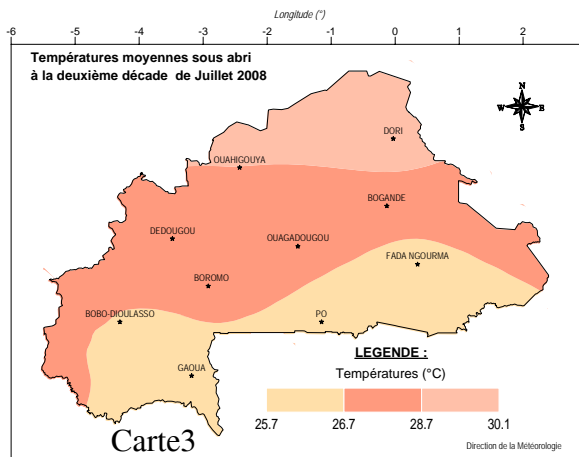 Longitude (°)
-6 -5 -4 -3 -2 -1 0 1 2
Températures moyennes sous abri
à la deuxième décade de Juillet 2008
N
W E
S
DORI
OUAHIGOUYA
BOGANDE
DEDOUGOU
OUAGADOUGOU
FADA NGOURMA
BOROMO
BOBO-DIOULASSO
PO
GAOUA
LEGENDE :
Températures (°C)
25.7 26.7 28.7 30.1
Carte3
Direction de la Météorologie